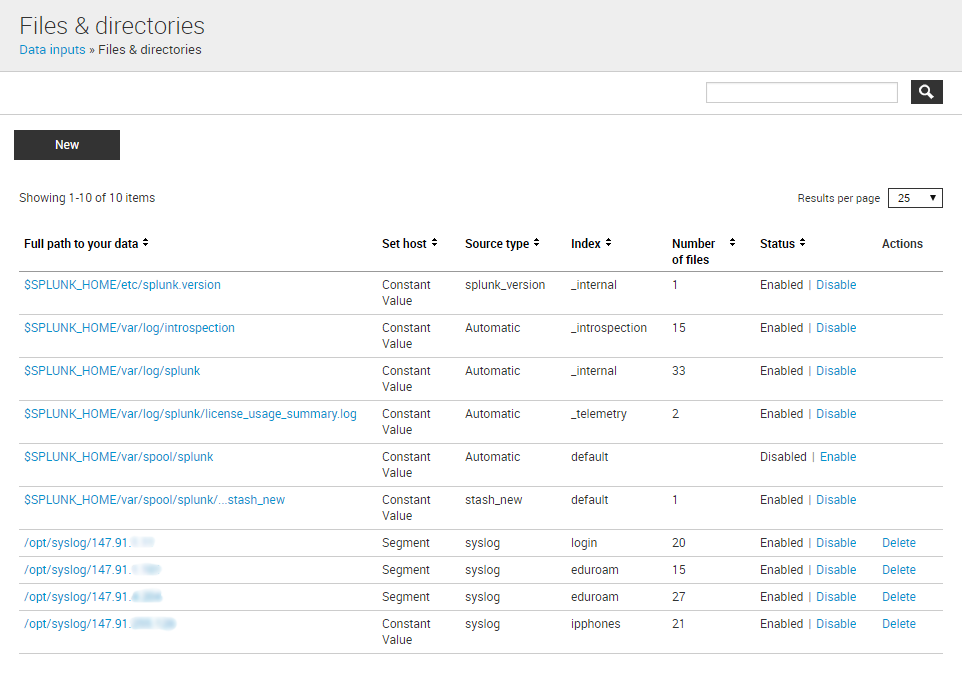 Files & directories
Data inputs » Files & directories
New
Showing 1-10 of 10 items
Results per page 25
Full path to your data Set host Source type Index Number of files Status Actions
$SPLUNK_HOME/etc/splunk.version Constant Value splunk_version _internal 1 Enabled | Disable
$SPLUNK_HOME/var/log/introspection Constant Value Automatic _introspection 15 Enabled | Disable
$SPLUNK_HOME/var/log/splunk Constant Value Automatic _internal 33 Enabled | Disable
$SPLUNK_HOME/var/log/splunk/license_usage_summary.log Constant Value Automatic _telemetry 2 Enabled | Disable
$SPLUNK_HOME/var/spool/splunk Constant Value Automatic default Disabled | Enable
$SPLUNK_HOME/var/spool/splunk/...stash_new Constant Value stash_new default 1 Enabled | Disable
/opt/syslog/147.91. Segment syslog login 20 Enabled | Disable Delete
/opt/syslog/147.91. Segment syslog eduroam 15 Enabled | Disable Delete
/opt/syslog/147.91. Segment syslog eduroam 27 Enabled | Disable Delete
/opt/syslog/147.91. Constant Value syslog ipphones 21 Enabled | Disable Delete